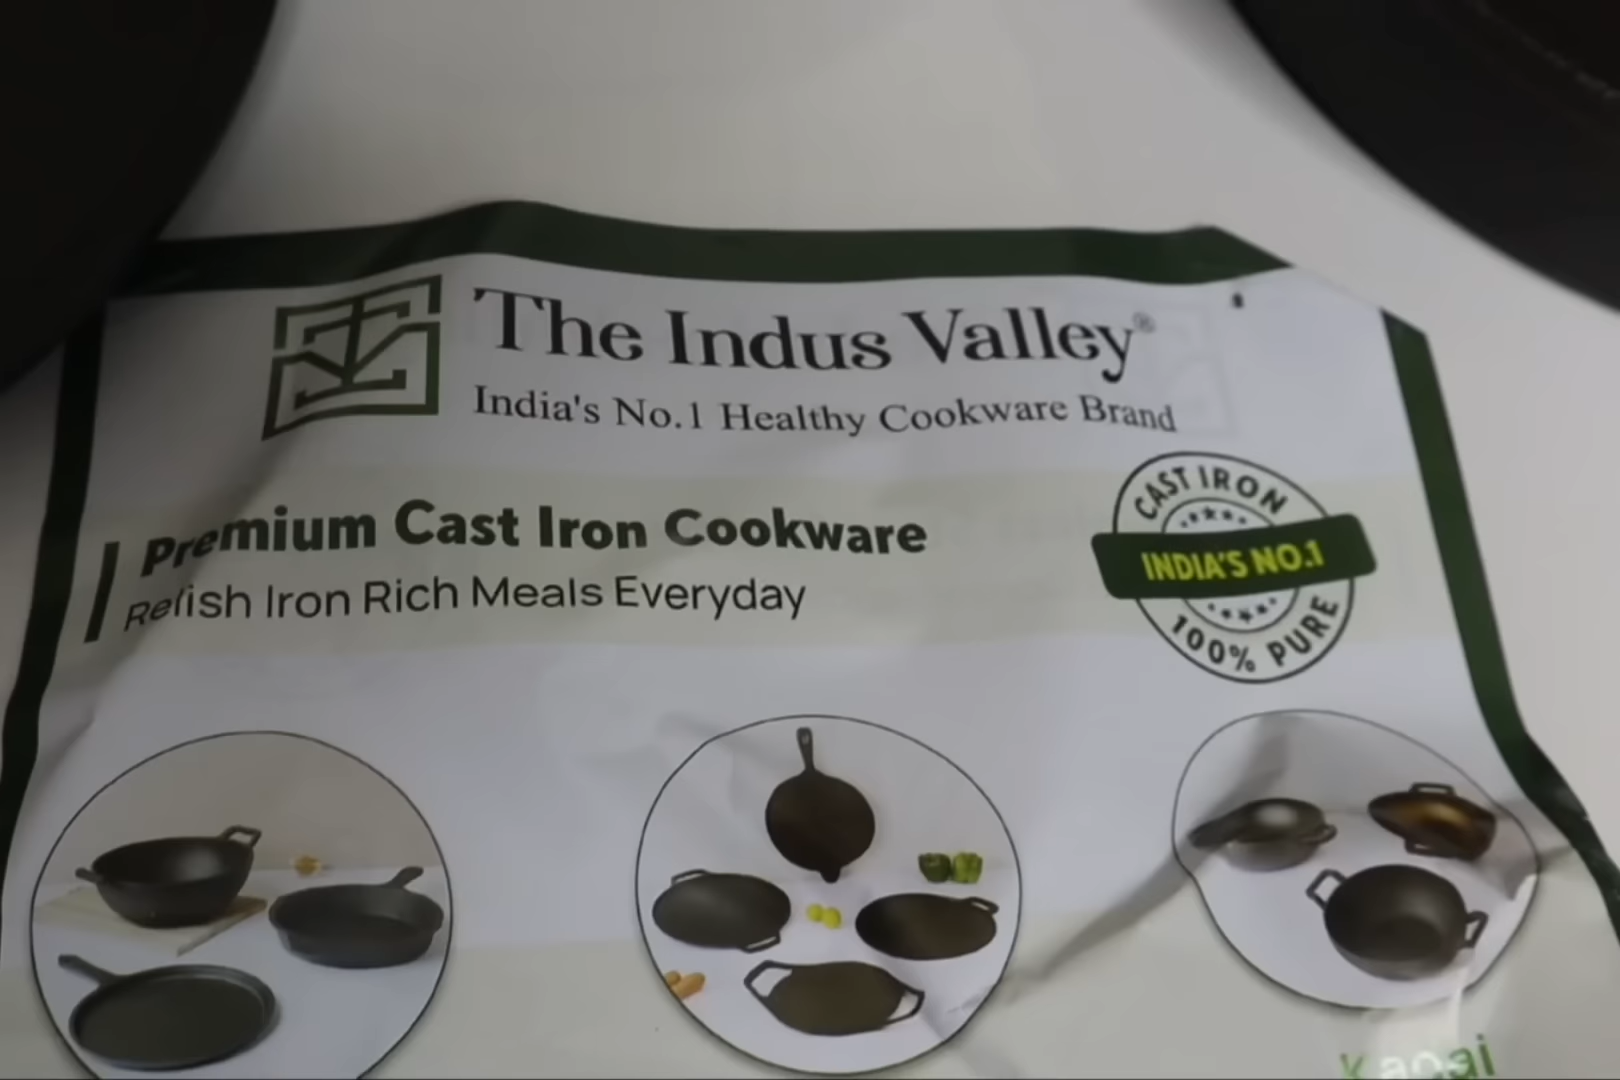 The Indus Valley®
India's No.1 Healthy Cookware Brand
Premium Cast Iron Cookware
Relish Iron Rich Meals Everyday
CAST IRON
INDIA'S NO.1
100% PURE
Kadai